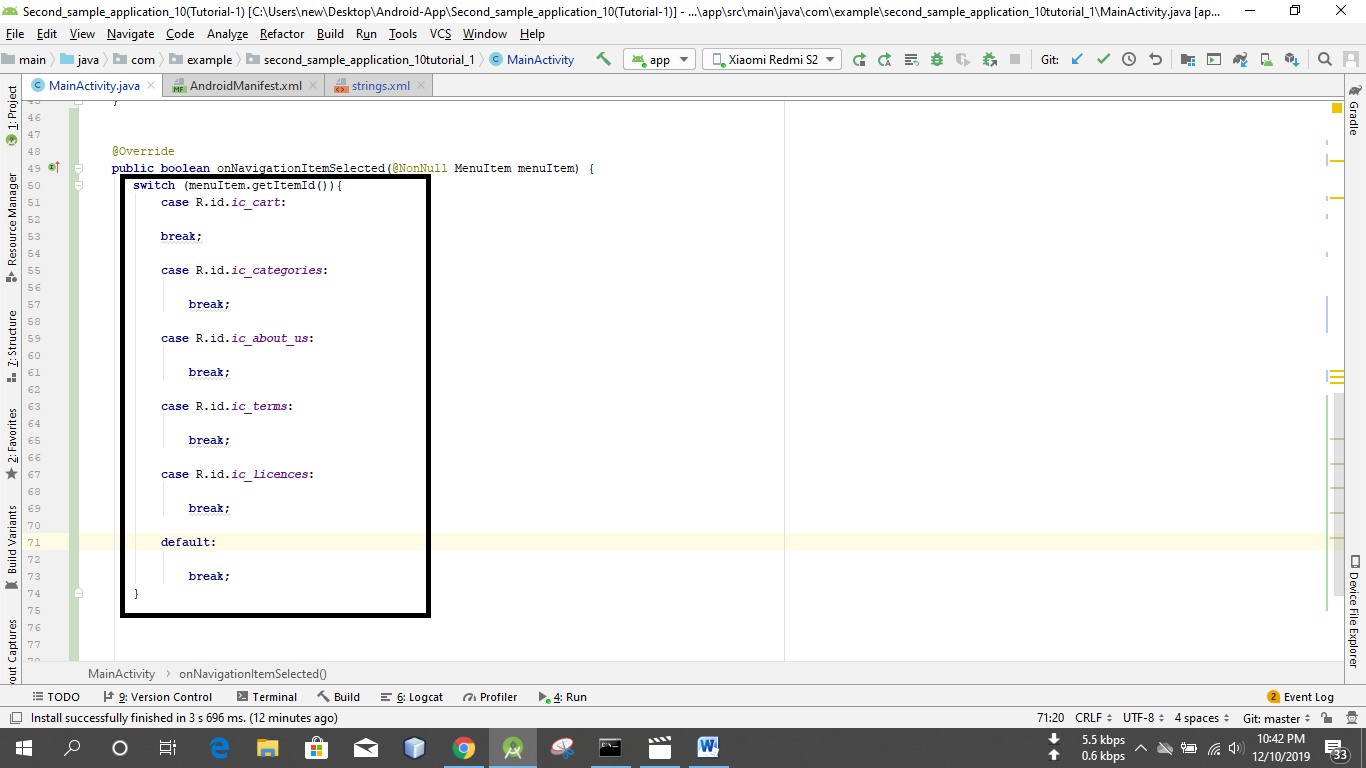 Second_sample_application_10(Tutorial-1) [C:\Users\new\Desktop\Android-App\Second_sample_application_10(Tutorial-1)] - ...\app\src\main\java\com\example\second_sample_application_10tutorial_1\MainActivity.java [ap...
File Edit View Navigate Code Analyze Refactor Build Run Tools VCS Window Help
main java com example second_sample_application_10tutorial_1 MainActivity app Xiaomi Redmi S2 Git:
MainActivity.java AndroidManifest.xml strings.xml
45 }
46
47
48 @Override
49 public boolean onNavigationItemSelected(@NonNull MenuItem menuItem) {
50 switch (menuItem.getItemId()){
51 case R.id.ic_cart:
52
53 break;
54
55 case R.id.ic_categories:
56
57 break;
58
59 case R.id.ic_about_us:
60
61 break;
62
63 case R.id.ic_terms:
64
65 break;
66
67 case R.id.ic_licences:
68
69 break;
70
71 default:
72
73 break;
74 }
75
76
77
78
1: Project
Resource Manager
7: Structure
2: Favorites
Build Variants
yout Captures
Gradle
Device File Explorer
MainActivity > onNavigationItemSelected()
TODO 9: Version Control Terminal Build 6: Logcat Profiler 4: Run 2 Event Log
Install successfully finished in 3 s 696 ms. (12 minutes ago) 71:20 CRLF UTF-8 4 spaces Git: master
5.5 kbps
0.6 kbps
10:42 PM
12/10/2019
33